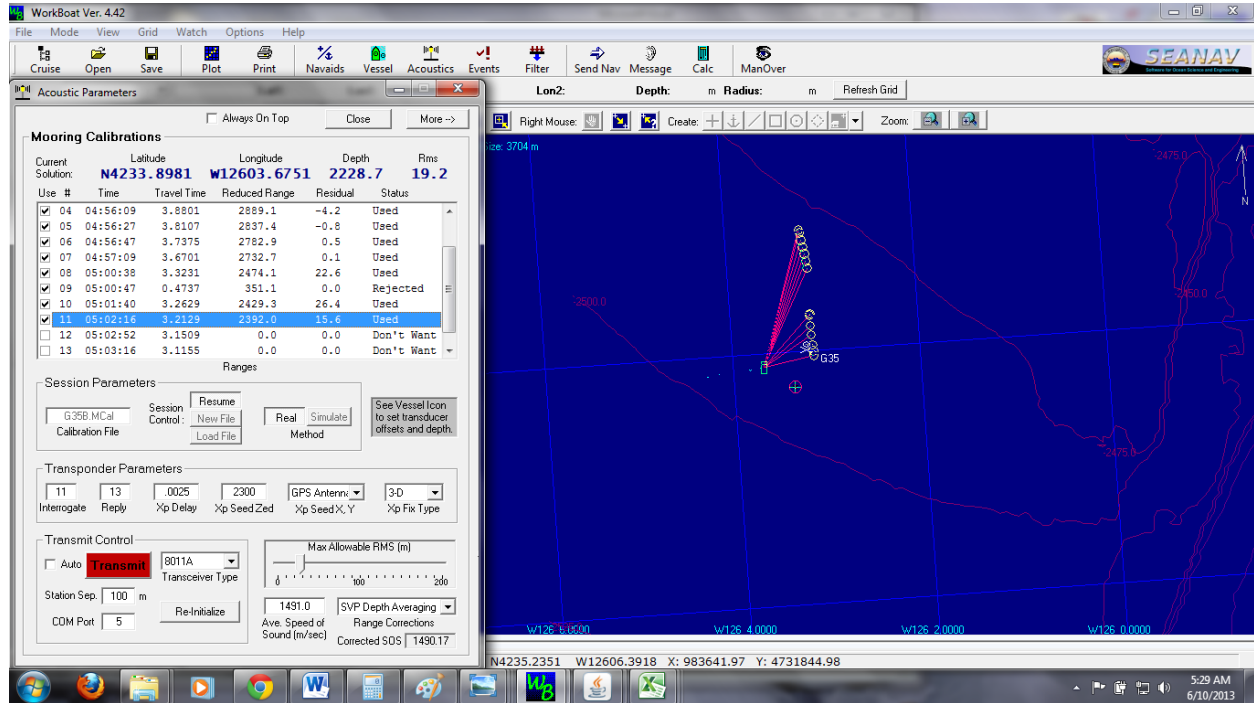 WorkBoat Ver. 4.42
File Mode View Grid Watch Options Help
Cruise Open Save Plot Print Navaids Vessel Acoustics Events Filter Send Nav Message Calc ManOver
SEANAV
Software for Ocean Science and Engineering
Acoustic Parameters
Lon2: Depth: m Radius: m Refresh Grid
Always On Top Close More -->
Right Mouse: Create: Zoom:
Mooring Calibrations
Current Solution: Latitude Longitude Depth Rms
N4233.8981 W12603.6751 2228.7 19.2
Use # Time Travel Time Reduced Range Residual Status
04 04:56:09 3.8801 2889.1 -4.2 Used
05 04:56:27 3.8107 2837.4 -0.8 Used
06 04:56:47 3.7375 2782.9 0.5 Used
07 04:57:09 3.6701 2732.7 0.1 Used
08 05:00:38 3.3231 2474.1 22.6 Used
09 05:00:47 0.4737 351.1 0.0 Rejected
10 05:01:40 3.2629 2429.3 26.4 Used
11 05:02:16 3.2129 2392.0 15.6 Used
12 05:02:52 3.1509 0.0 0.0 Don't Want
13 05:03:16 3.1155 0.0 0.0 Don't Want
Ranges
Session Parameters
G35B.MCal
Calibration File
Session Control:
Resume
New File
Load File
Real Simulate
Method
See Vessel Icon
to set transducer
offsets and depth.
Transponder Parameters
11 13 .0025 2300 GPS Antenn 3-D
Interrogate Reply Xp Delay Xp Seed Zed Xp Seed X, Y Xp Fix Type
Transmit Control
Auto Transmit 8011A
Transceiver Type
Station Sep. 100 m
COM Port 5 Re-Initialize
Max Allowable RMS (m)
0 100 200
1491.0 SVP Depth Averaging
Ave. Speed of Sound (m/sec)
Range Corrections
Corrected SOS 1490.17
size: 3704 m
2475.0
N
-2500.0
2450.0
G35
-2475.0
W126 6.0000 W126 4.0000 W126 2.0000 W126 0.0000
N4235.2351 W12606.3918 X: 983641.97 Y: 4731844.98
5:29 AM
6/10/2013